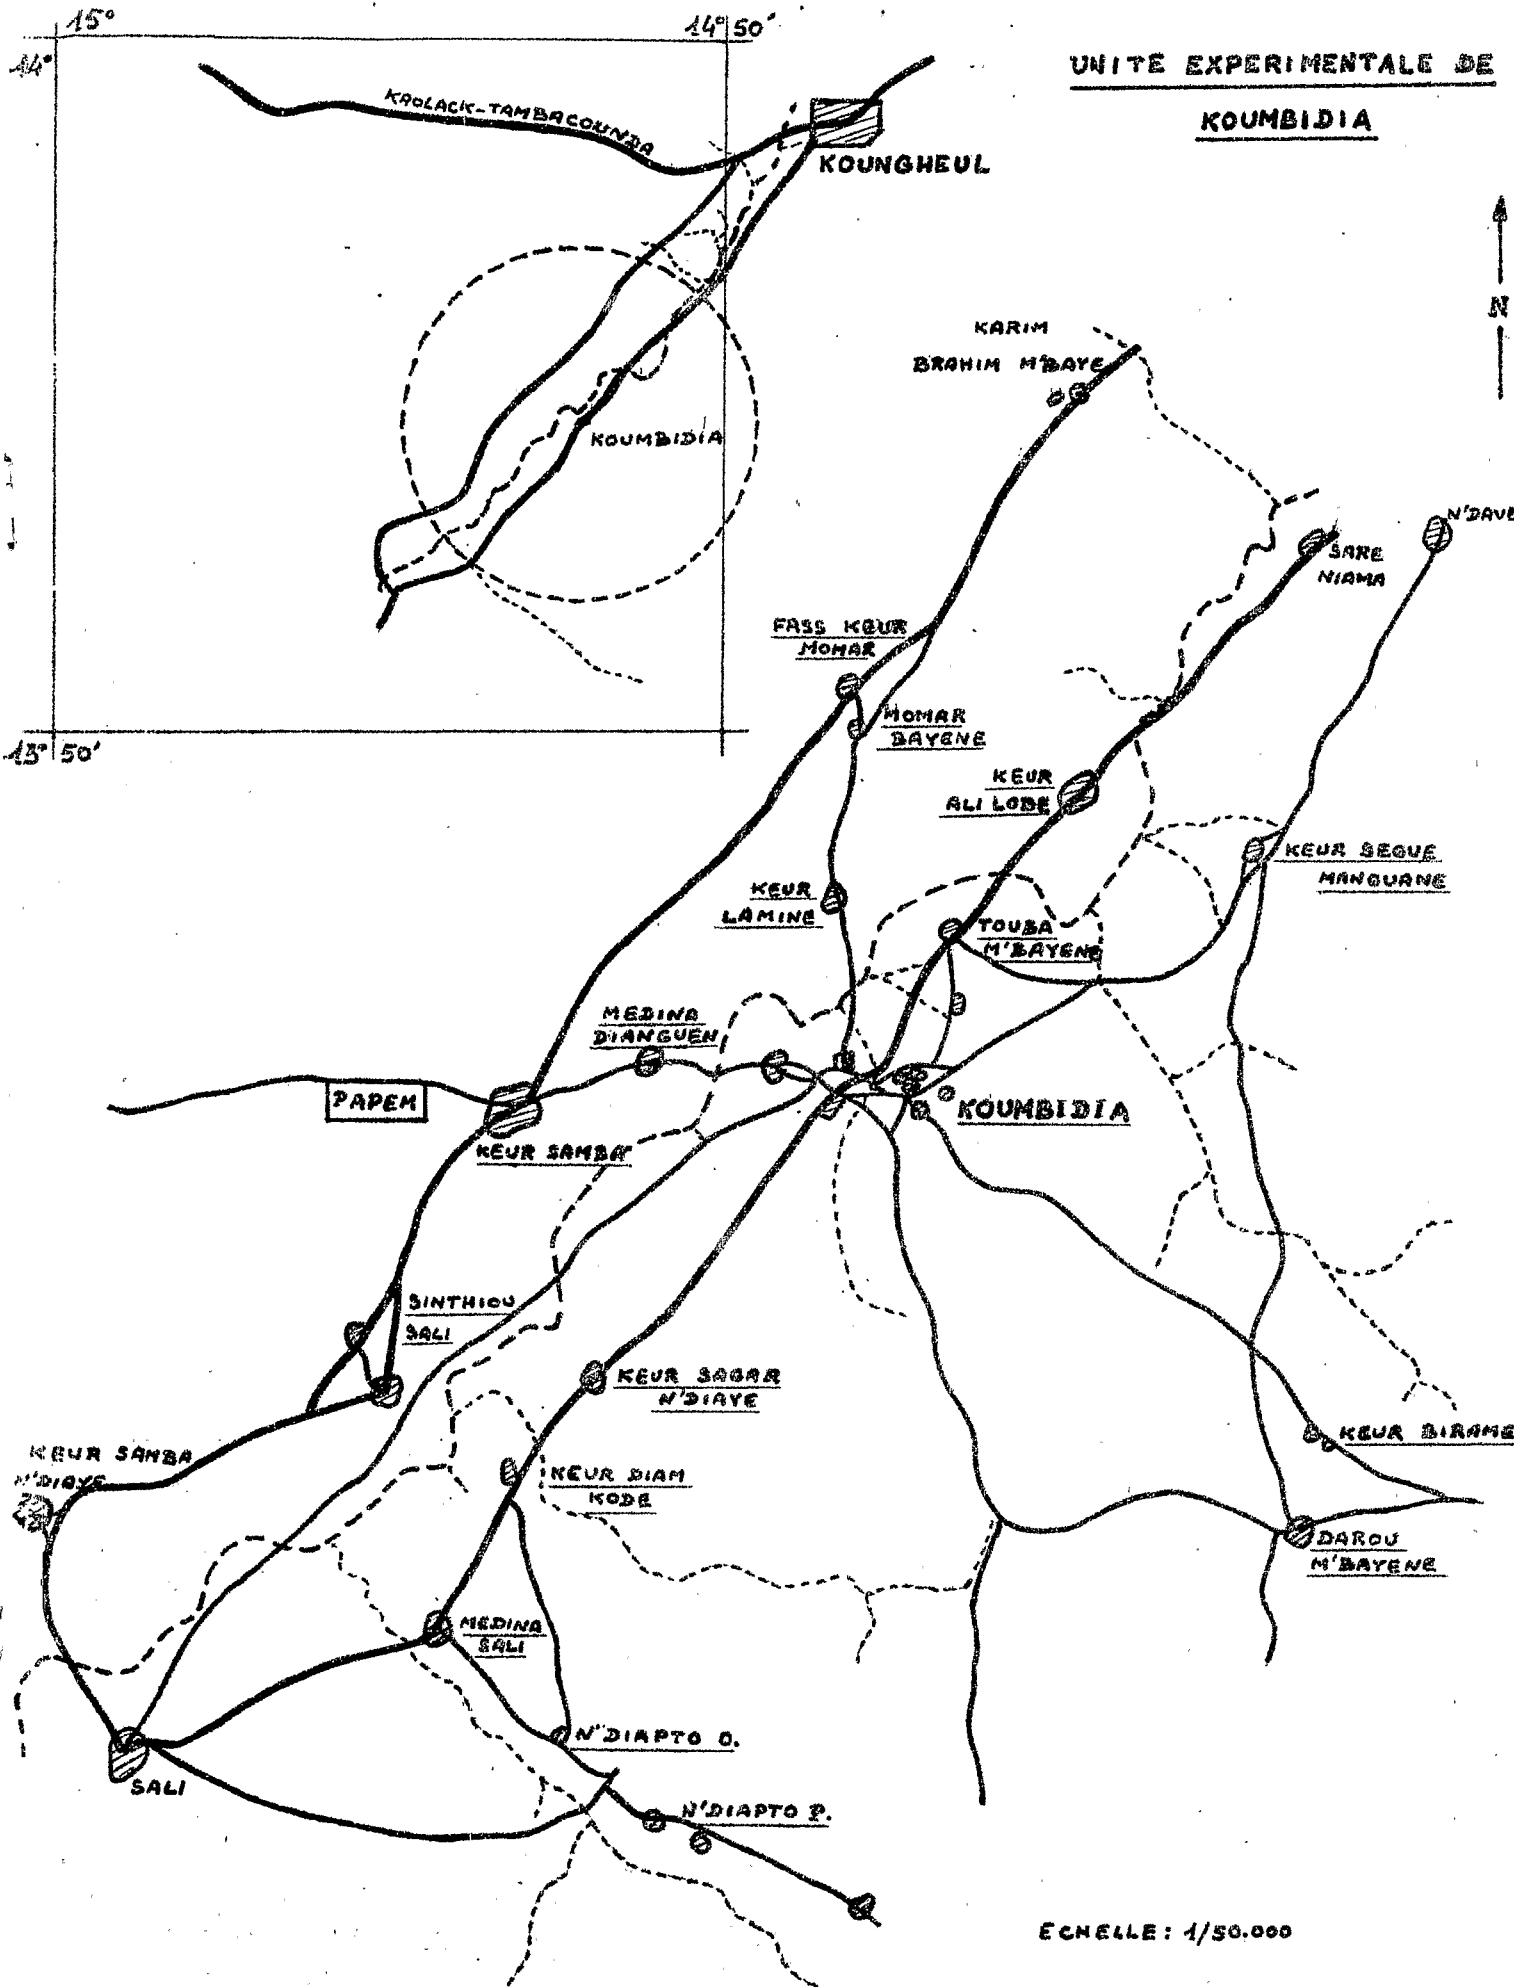 15°
14° 50'
14°
UNITE EXPERIMENTALE DE
KOUMBIDIA
KAOLACK-TAMBACOUNDA
KOUNGHEUL
N
KARIM
BRAHIM M'BAYE
KOUMBIDIA
SARE
NIAMA
FASS KEUR
MOMAR
MOMAR
BAYENE
13° 50'
KEUR
ALI LOBE
KEUR SEGUE
MANGUANE
KEUR
LAMINE
TOUBA
M'BAYENE
MEDINA
DIANGUEN
PAPEM
KOUMBIDIA
KEUR SAMBA
SINTHIOU
SALI
KEUR SAGAR
N'DIAYE
KEUR BIRAME
KEUR SAMBA
N'DIAYE
KEUR DIAM
KODE
DAROU
M'BAYENE
MEDINA
SALI
N'DIAPTO O.
SALI
N'DIAPTO P.
ECHELLE: 1/50.000